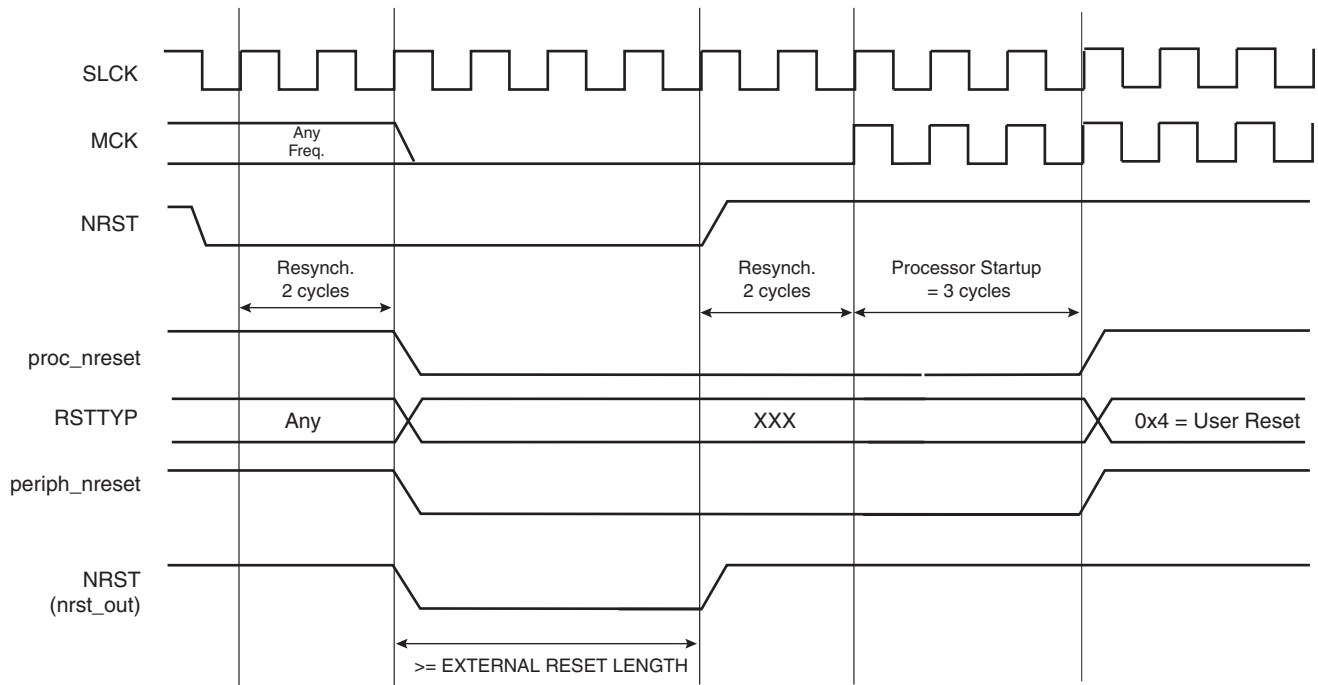 SLCK
MCK
Any
Freq.
NRST
Resynch.
2 cycles
Resynch.
2 cycles
Processor Startup
= 3 cycles
proc_nreset
RSTTYP
Any
XXX
0x4 = User Reset
periph_nreset
NRST
(nrst_out)
>= EXTERNAL RESET LENGTH